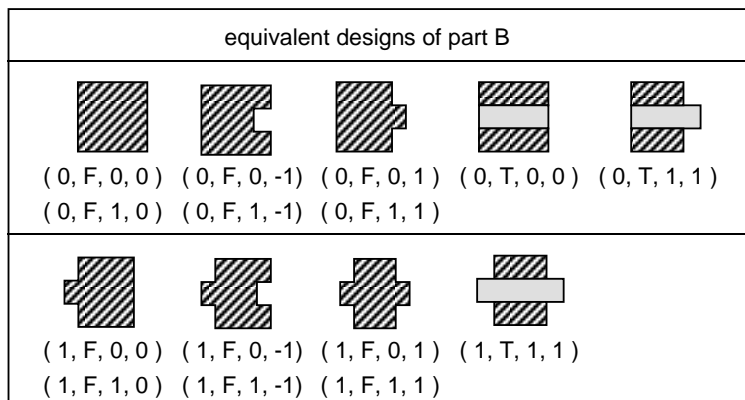 equivalent designs of part B
( 0, F, 0, 0 ) ( 0, F, 0, -1) ( 0, F, 0, 1 ) ( 0, T, 0, 0 ) ( 0, T, 1, 1 )
( 0, F, 1, 0 ) ( 0, F, 1, -1) ( 0, F, 1, 1 )
( 1, F, 0, 0 ) ( 1, F, 0, -1) ( 1, F, 0, 1 ) ( 1, T, 1, 1 )
( 1, F, 1, 0 ) ( 1, F, 1, -1) ( 1, F, 1, 1 )